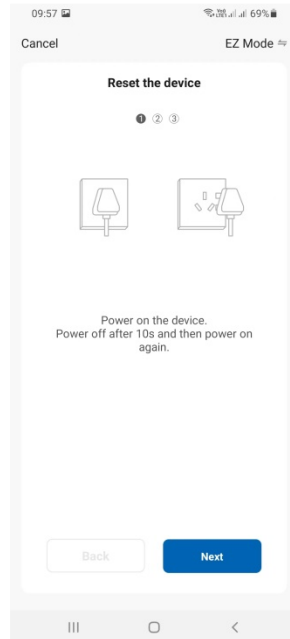 09:57 69%
Cancel EZ Mode
Reset the device
1 2 3
Power on the device.
Power off after 10s and then power on
again.
Back Next